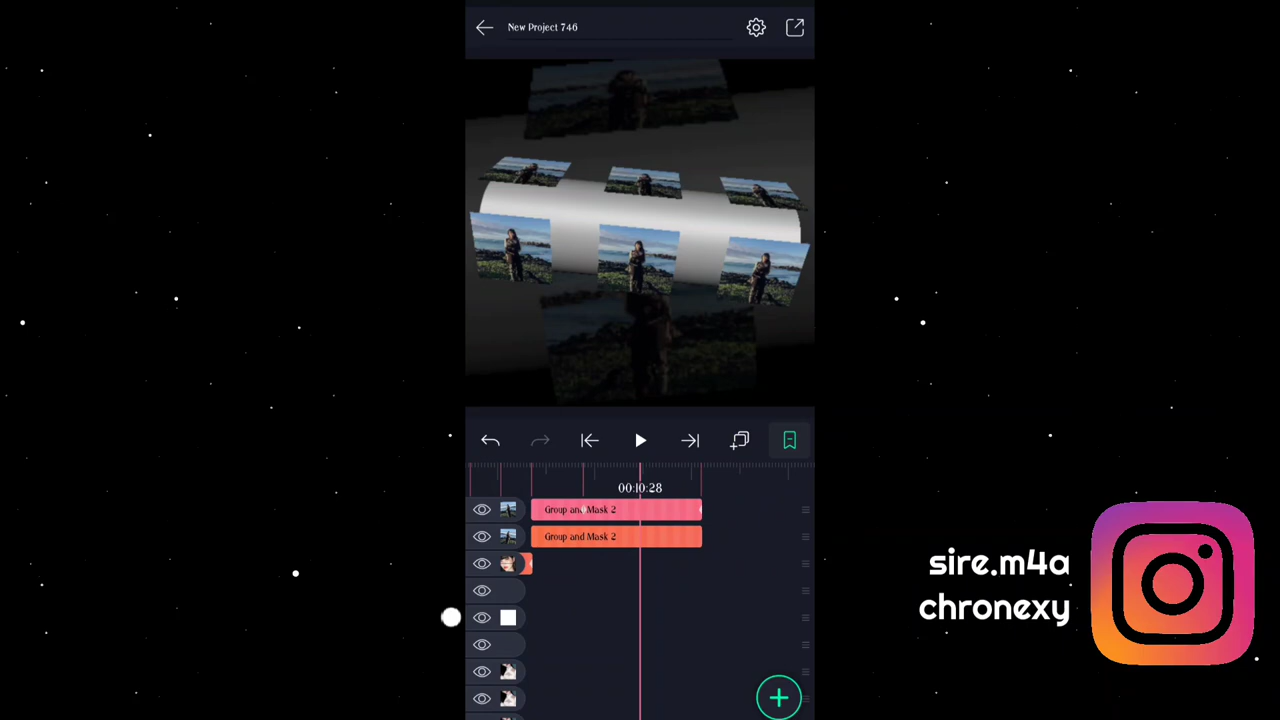 New Project 746
00:10:28
Group and Mask 2
Group and Mask 2
sire.m4a
chronexy